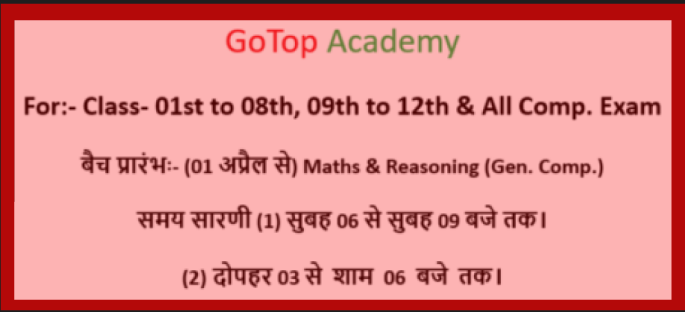 GoTop Academy
For:- Class- 01st to 08th, 09th to 12th & All Comp. Exam
बैच प्रारंभः- (01 अप्रैल से) Maths & Reasoning (Gen. Comp.)
समय सारणी (1) सुबह 06 से सुबह 09 बजे तक।
(2) दोपहर 03 से शाम 06 बजे तक।